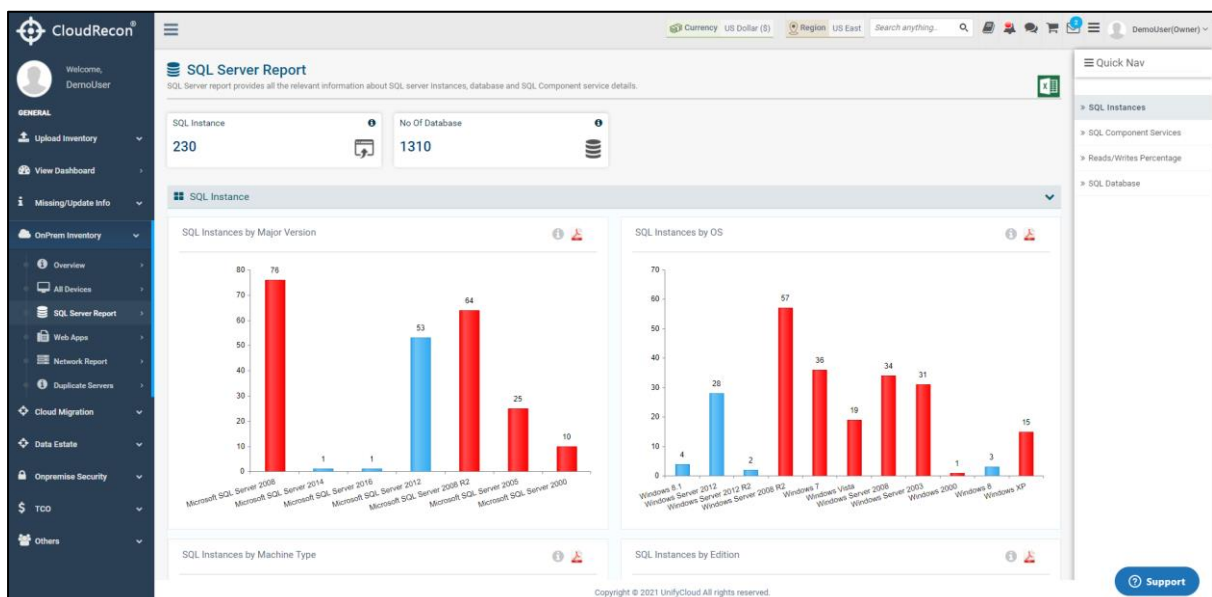 CloudRecon®
Currency US Dollar ($) Region US East Search anything.. 2 DemoUser(Owner)
Welcome,
DemoUser
GENERAL
Upload Inventory
View Dashboard
Missing/Update Info
OnPrem Inventory
Overview
All Devices
SQL Server Report
Web Apps
Network Report
Duplicate Servers
Cloud Migration
Data Estate
Onpremise Security
TCO
Others
SQL Server Report
SQL Server report provides all the relevant information about SQL server Instances, database and SQL Component service details.
SQL Instance
230
No Of Database
1310
SQL Instance
SQL Instances by Major Version
80
70
60
50
40
30
20
10
0
76
1
1
53
64
25
10
Microsoft SQL Server 2008
Microsoft SQL Server 2014
Microsoft SQL Server 2016
Microsoft SQL Server 2012
Microsoft SQL Server 2008 R2
Microsoft SQL Server 2005
Microsoft SQL Server 2000
SQL Instances by OS
70
60
50
40
30
20
10
0
4
28
2
57
36
19
34
31
1
3
15
Windows 8.1
Windows Server 2012
Windows Server 2012 R2
Windows Server 2008 R2
Windows 7
Windows Vista
Windows Server 2008
Windows Server 2003
Windows 2000
Windows 8
Windows XP
SQL Instances by Machine Type
SQL Instances by Edition
Copyright © 2021 UnifyCloud All rights reserved.
Quick Nav
» SQL Instances
» SQL Component Services
» Reads/Writes Percentage
» SQL Database
Support